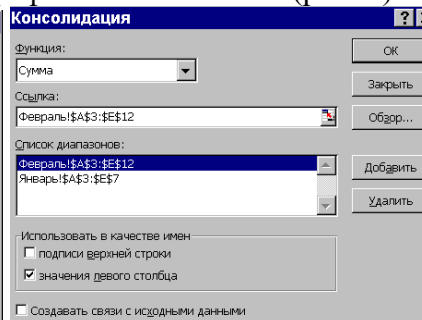 Консолидация
Функция:
Сумма
Ссылка:
Февраль!$A$3:$E$12
Список диапазонов:
Февраль!$A$3:$E$12
Январь!$A$3:$E$7
Использовать в качестве имен
подписи верхней строки
значения левого столбца
Создавать связи с исходными данными
ОК
Закрыть
Обзор...
Добавить
Удалить